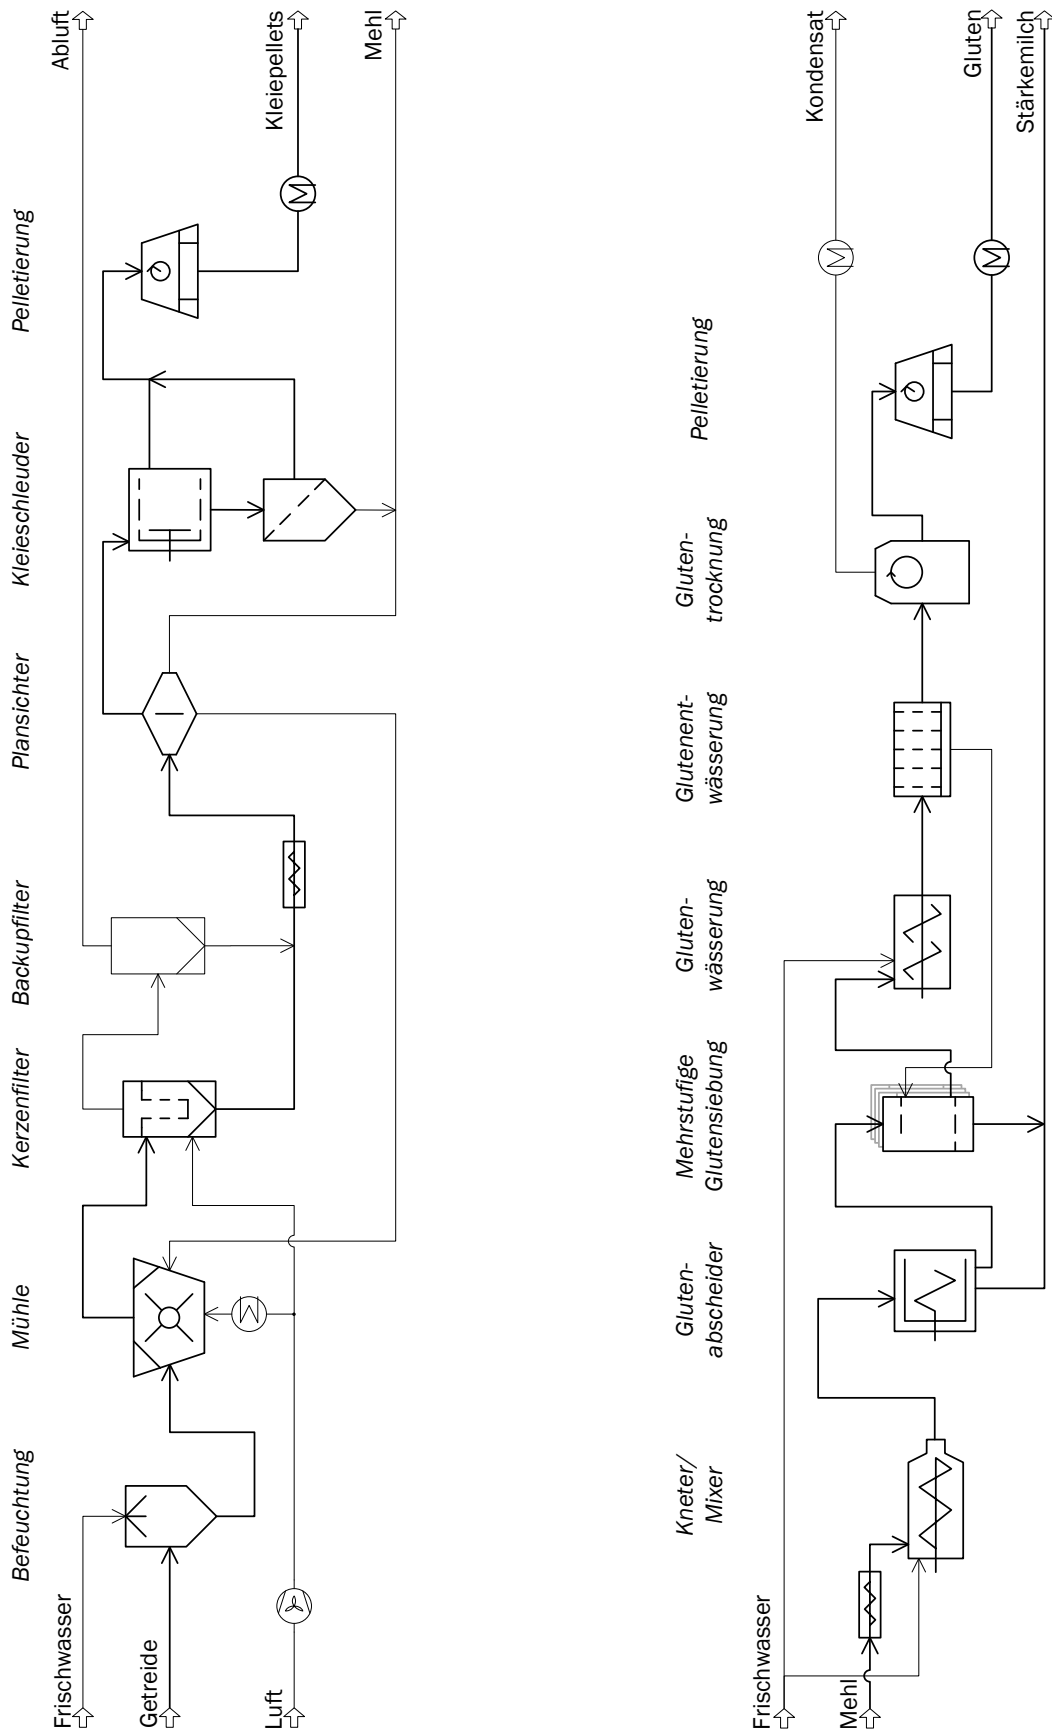 Befeuchtung
Mühle
Kerzenfilter
Backupfilter
Plansichter
Kleieschleuder
Pelletierung
Frischwasser
Getreide
Luft
Abluft
Kleiepellets
Mehl
M
M
Kneter/
Mixer
Gluten-
abscheider
Mehrstufige
Glutensiebung
Gluten-
wässerung
Glutenent-
wässerung
Gluten-
trocknung
Pelletierung
Frischwasser
Mehl
Kondensat
Gluten
Stärkemilch
M
M